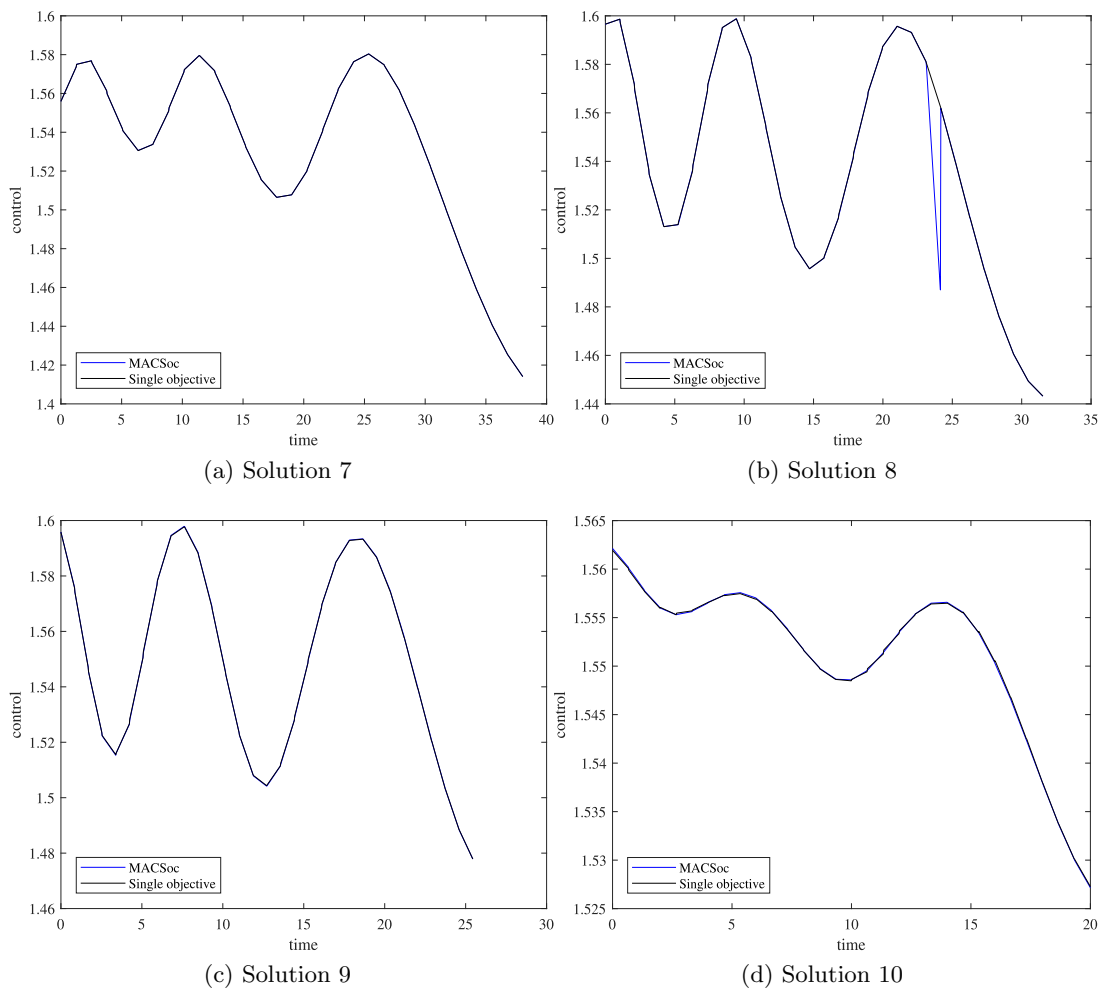 1.6
1.58
1.56
1.54
1.52
1.5
1.48
1.46
1.44
1.42
1.4
control
MACSoc
Single objective
0 5 10 15 20 25 30 35 40
time
(a) Solution 7
1.6
1.58
1.56
1.54
1.52
1.5
1.48
1.46
1.44
control
MACSoc
Single objective
0 5 10 15 20 25 30 35
time
(b) Solution 8
1.6
1.58
1.56
1.54
1.52
1.5
1.48
1.46
control
MACSoc
Single objective
0 5 10 15 20 25 30
time
(c) Solution 9
1.565
1.56
1.555
1.55
1.545
1.54
1.535
1.53
1.525
control
MACSoc
Single objective
0 5 10 15 20
time
(d) Solution 10